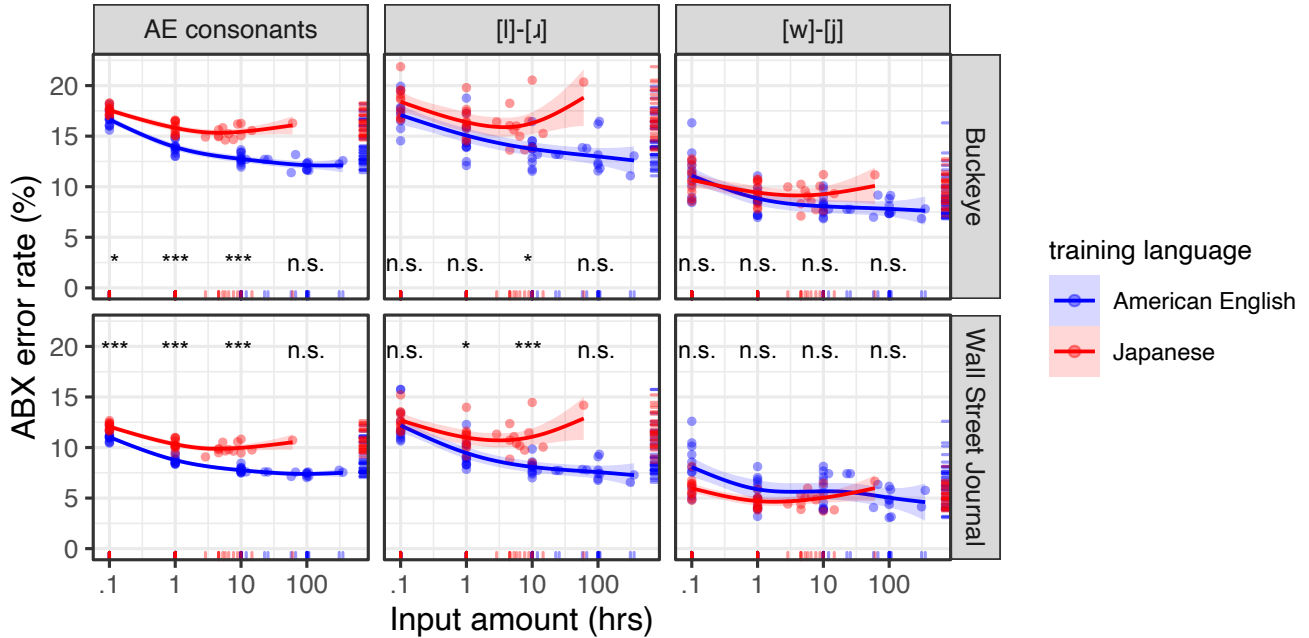 AE consonants
[l]-[ɹ]
[w]-[j]
ABX error rate (%)
20
15
10
5
0
* *** *** n.s.
n.s. n.s. * n.s.
n.s. n.s. n.s. n.s.
Buckeye
20
15
10
5
0
*** *** *** n.s.
n.s. * *** n.s.
n.s. n.s. n.s. n.s.
Wall Street Journal
.1 1 10 100
.1 1 10 100
.1 1 10 100
Input amount (hrs)
training language
American English
Japanese